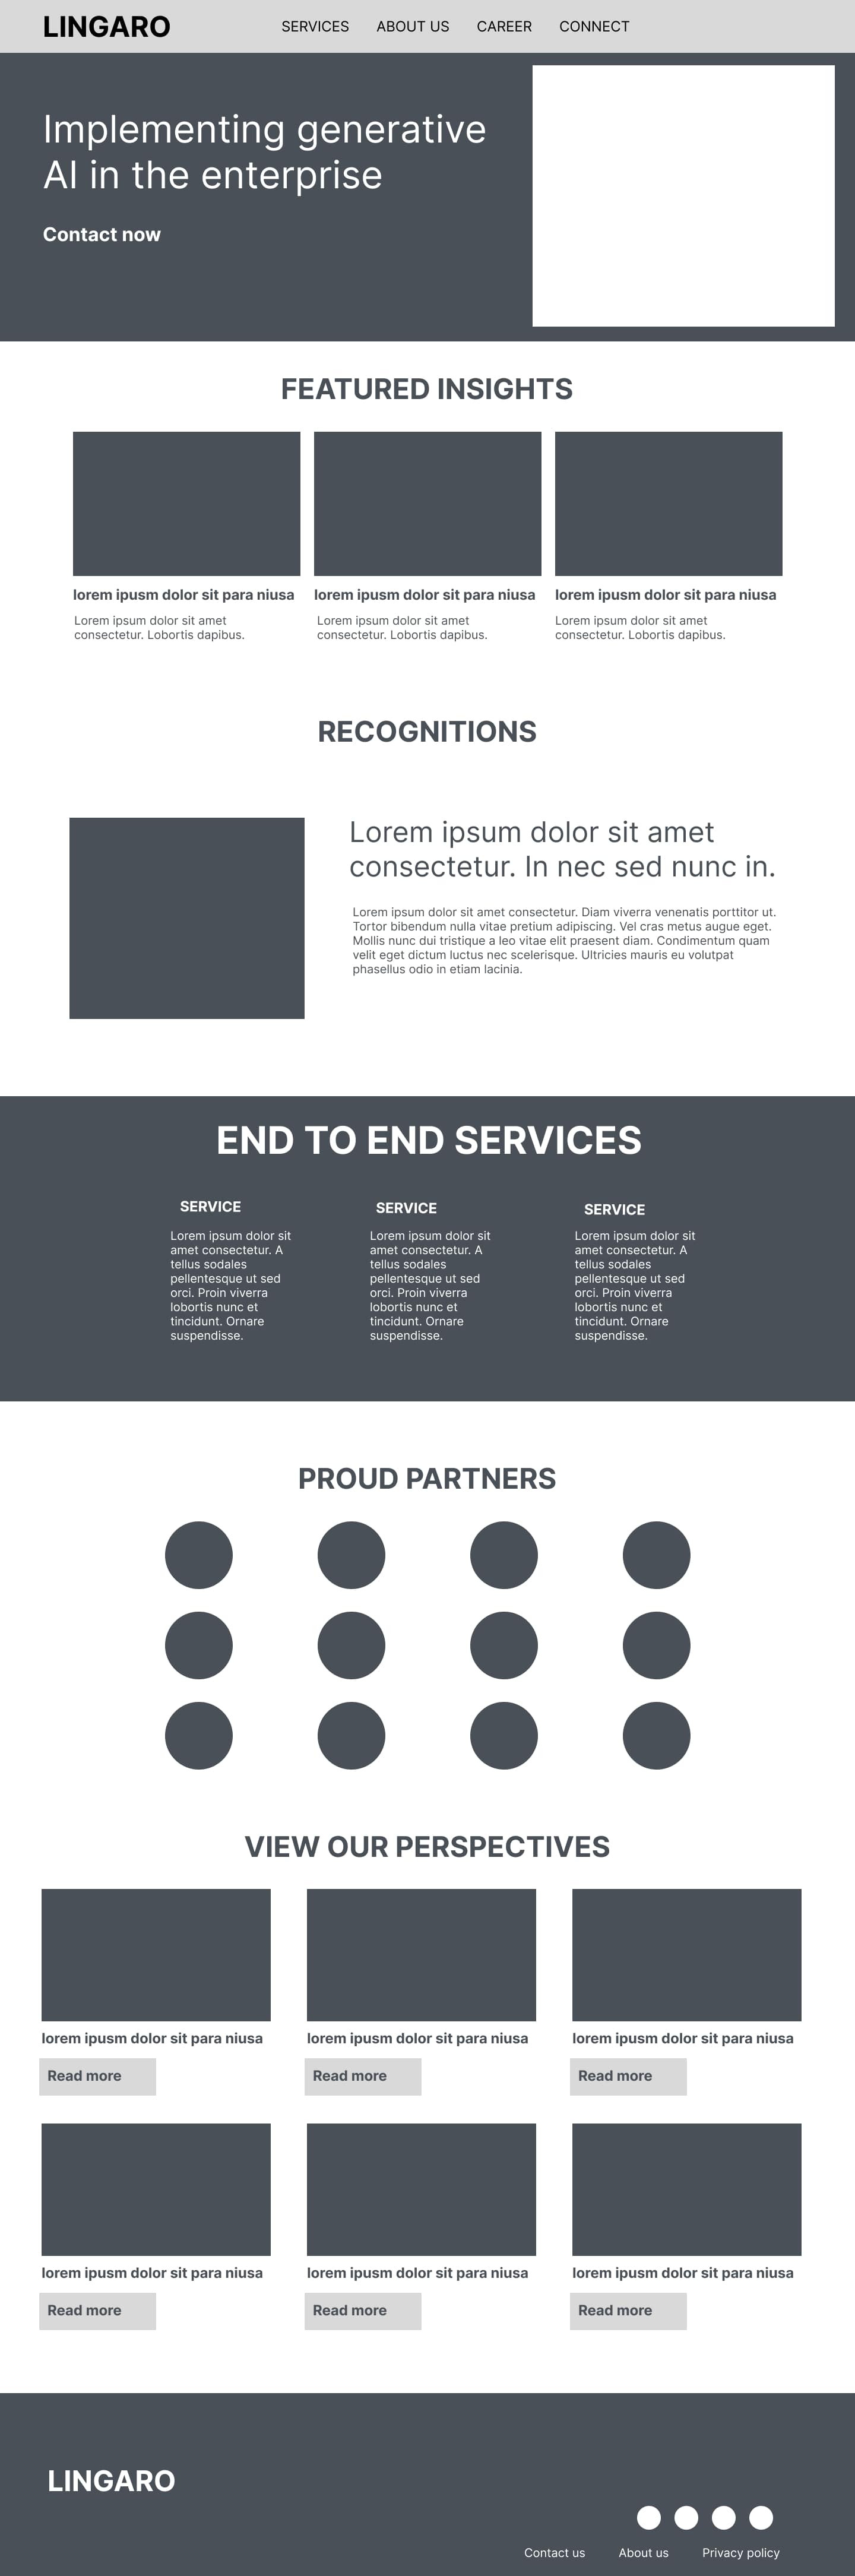 LINGARO
SERVICES ABOUT US CAREER CONNECT
Implementing generative
AI in the enterprise
Contact now
FEATURED INSIGHTS
lorem ipusm dolor sit para niusa
Lorem ipsum dolor sit amet
consectetur. Lobortis dapibus.
lorem ipusm dolor sit para niusa
Lorem ipsum dolor sit amet
consectetur. Lobortis dapibus.
lorem ipusm dolor sit para niusa
Lorem ipsum dolor sit amet
consectetur. Lobortis dapibus.
RECOGNITIONS
Lorem ipsum dolor sit amet
consectetur. In nec sed nunc in.
Lorem ipsum dolor sit amet consectetur. Diam viverra venenatis porttitor ut.
Tortor bibendum nulla vitae pretium adipiscing. Vel cras metus augue eget.
Mollis nunc dui tristique a leo vitae elit praesent diam. Condimentum quam
velit eget dictum luctus nec scelerisque. Ultricies mauris eu volutpat
phasellus odio in etiam lacinia.
END TO END SERVICES
SERVICE
Lorem ipsum dolor sit
amet consectetur. A
tellus sodales
pellentesque ut sed
orci. Proin viverra
lobortis nunc et
tincidunt. Ornare
suspendisse.
SERVICE
Lorem ipsum dolor sit
amet consectetur. A
tellus sodales
pellentesque ut sed
orci. Proin viverra
lobortis nunc et
tincidunt. Ornare
suspendisse.
SERVICE
Lorem ipsum dolor sit
amet consectetur. A
tellus sodales
pellentesque ut sed
orci. Proin viverra
lobortis nunc et
tincidunt. Ornare
suspendisse.
PROUD PARTNERS
VIEW OUR PERSPECTIVES
lorem ipusm dolor sit para niusa
Read more
lorem ipusm dolor sit para niusa
Read more
lorem ipusm dolor sit para niusa
Read more
lorem ipusm dolor sit para niusa
Read more
lorem ipusm dolor sit para niusa
Read more
lorem ipusm dolor sit para niusa
Read more
LINGARO
Contact us About us Privacy policy